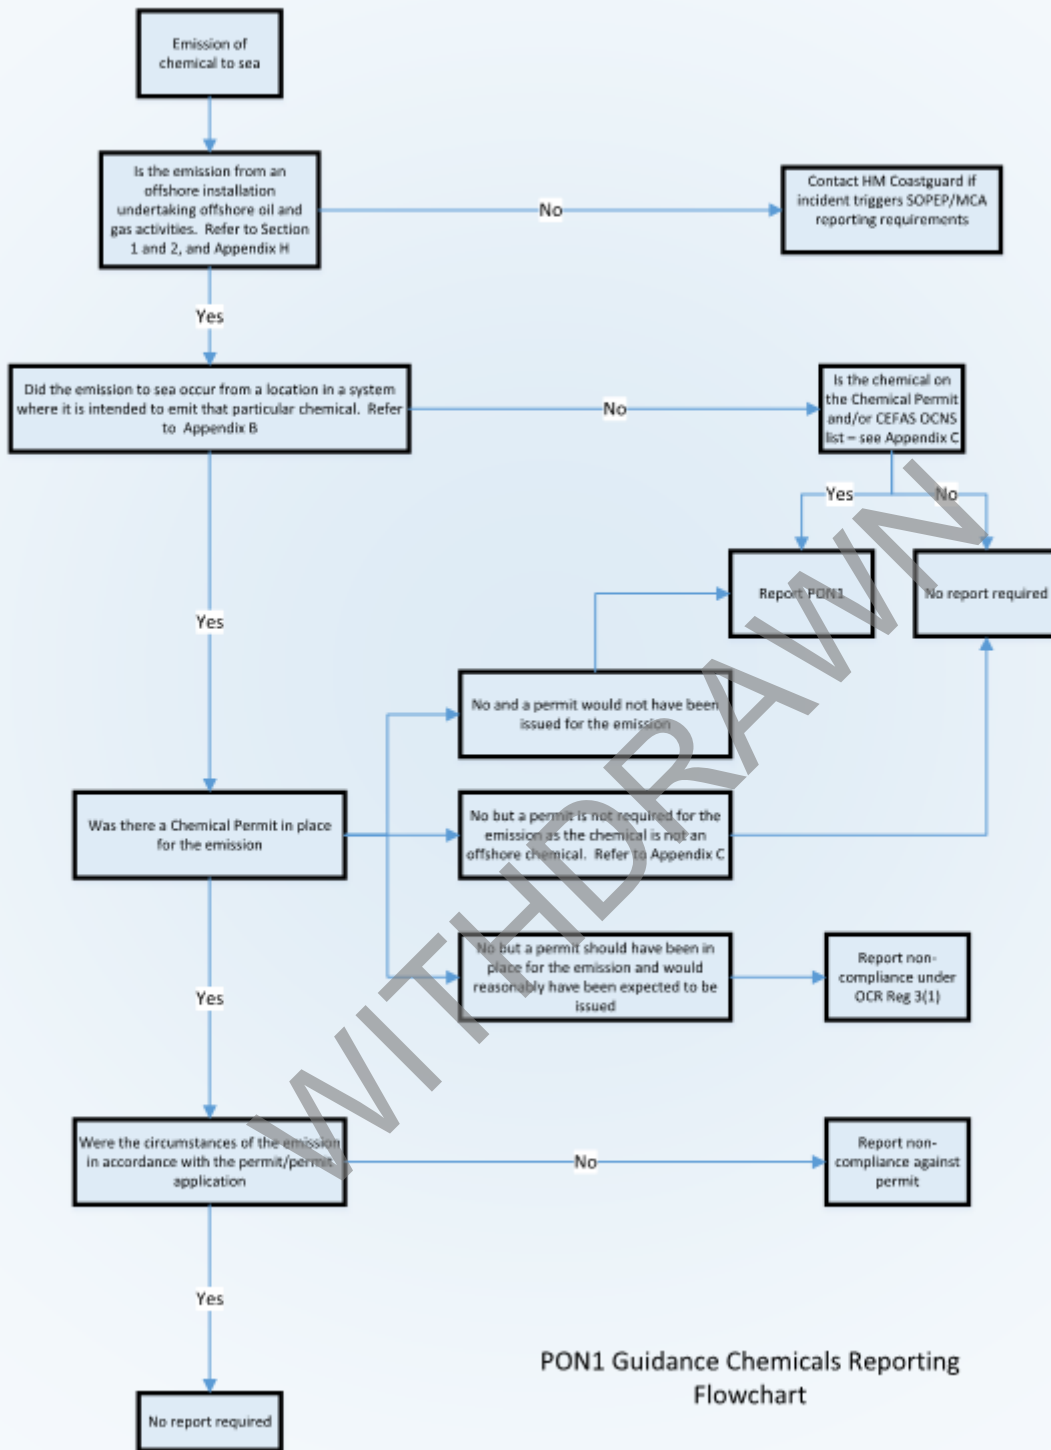 Emission of
chemical to sea
Is the emission from an
offshore installation
undertaking offshore oil and
gas activities.  Refer to Section
1 and 2, and Appendix H
No
Contact HM Coastguard if
incident triggers SOPEP/MCA
reporting requirements
Yes
Did the emission to sea occur from a location in a system
where it is intended to emit that particular chemical.  Refer
to  Appendix B
No
Is the chemical on
the Chemical Permit
and/or CEFAS OCNS
list – see Appendix C
Yes
No
Report PON1
No report required
Yes
No and a permit would not have been
issued for the emission
Was there a Chemical Permit in place
for the emission
No but a permit is not required for the
emission as the chemical is not an
offshore chemical.  Refer to Appendix C
No but a permit should have been in
place for the emission and would
reasonably have been expected to be
issued
Report non-
compliance under
OCR Reg 3(1)
Yes
Were the circumstances of the emission
in accordance with the permit/permit
application
No
Report non-
compliance against
permit
Yes
No report required
PON1 Guidance Chemicals Reporting
Flowchart
WITHDRAWN